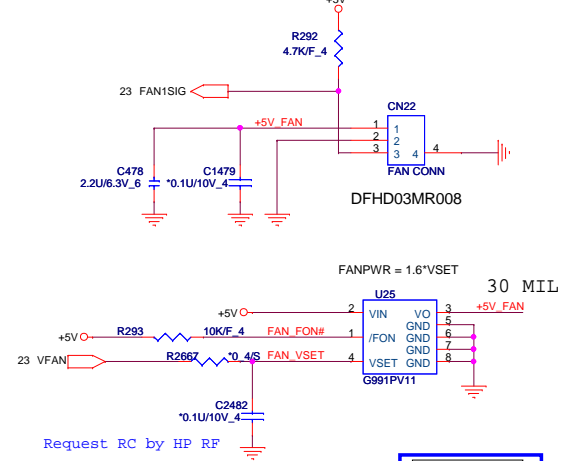 +5V
R292
4.7K/F_4
23 FAN1SIG
CN22
+5V_FAN
1 1
2 2
3 3 4 4
FAN CONN
C478
2.2U/6.3V_6
C1479
*0.1U/10V_4
DFHD03MR008
FANPWR = 1.6*VSET
30 MIL
U25
+5V 2 VIN VO 3 +5V_FAN
GND 5
+5V R293 10K/F_4 FAN_FON# 1 /FON GND 6
GND 7
23 VFAN R2667 *0_4/S FAN_VSET 4 VSET GND 8
G991PV11
C2482
*0.1U/10V_4
Request RC by HP RF